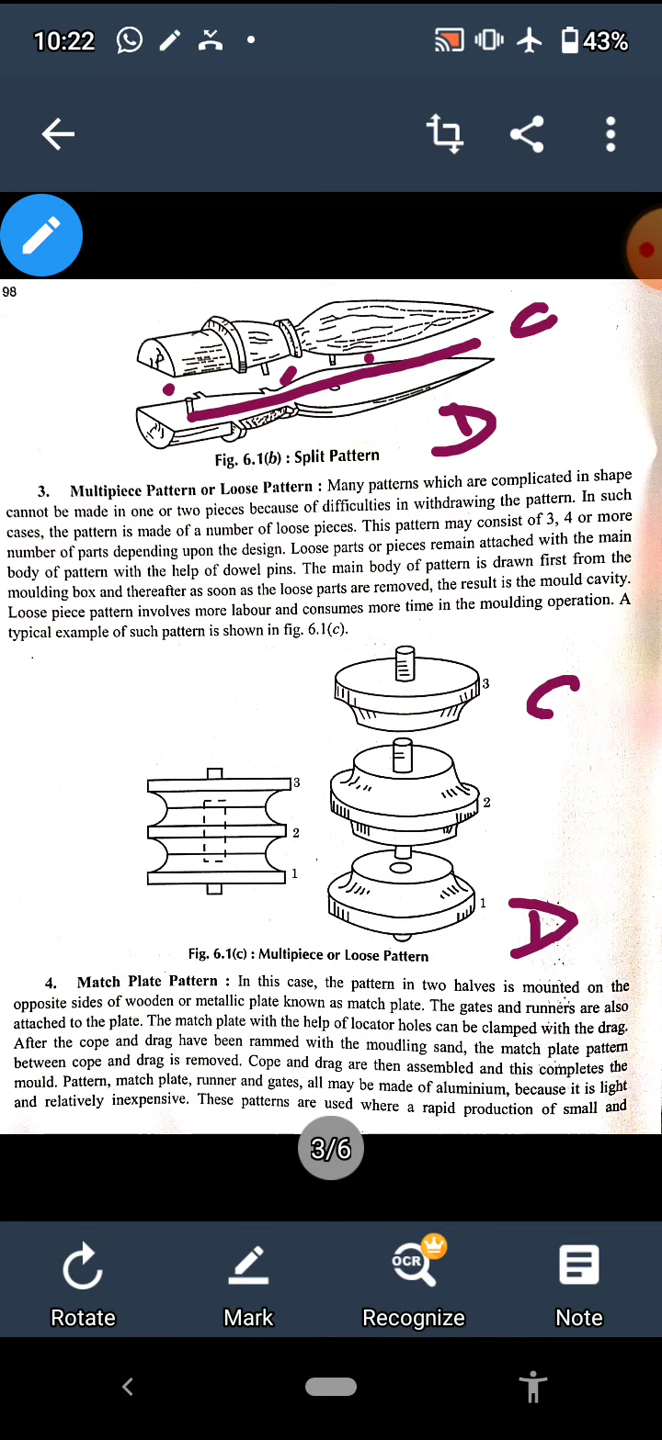 10:22
43%
98
C
D
Fig. 6.1(b) : Split Pattern
3. Multipiece Pattern or Loose Pattern : Many patterns which are complicated in shape
cannot be made in one or two pieces because of difficulties in withdrawing the pattern. In such
cases, the pattern is made of a number of loose pieces. This pattern may consist of 3, 4 or more
number of parts depending upon the design. Loose parts or pieces remain attached with the main
body of pattern with the help of dowel pins. The main body of pattern is drawn first from the
moulding box and thereafter as soon as the loose parts are removed, the result is the mould cavity.
Loose piece pattern involves more labour and consumes more time in the moulding operation. A
typical example of such pattern is shown in fig. 6.1(c).
3
C
3
2
2
1
1
D
Fig. 6.1(c) : Multipiece or Loose Pattern
4. Match Plate Pattern : In this case, the pattern in two halves is mounted on the
opposite sides of wooden or metallic plate known as match plate. The gates and runners are also
attached to the plate. The match plate with the help of locator holes can be clamped with the drag.
After the cope and drag have been rammed with the moudling sand, the match plate pattern
between cope and drag is removed. Cope and drag are then assembled and this completes the
mould. Pattern, match plate, runner and gates, all may be made of aluminium, because it is light
and relatively inexpensive. These patterns are used where a rapid production of small and
3/6
OCR
Rotate
Mark
Recognize
Note